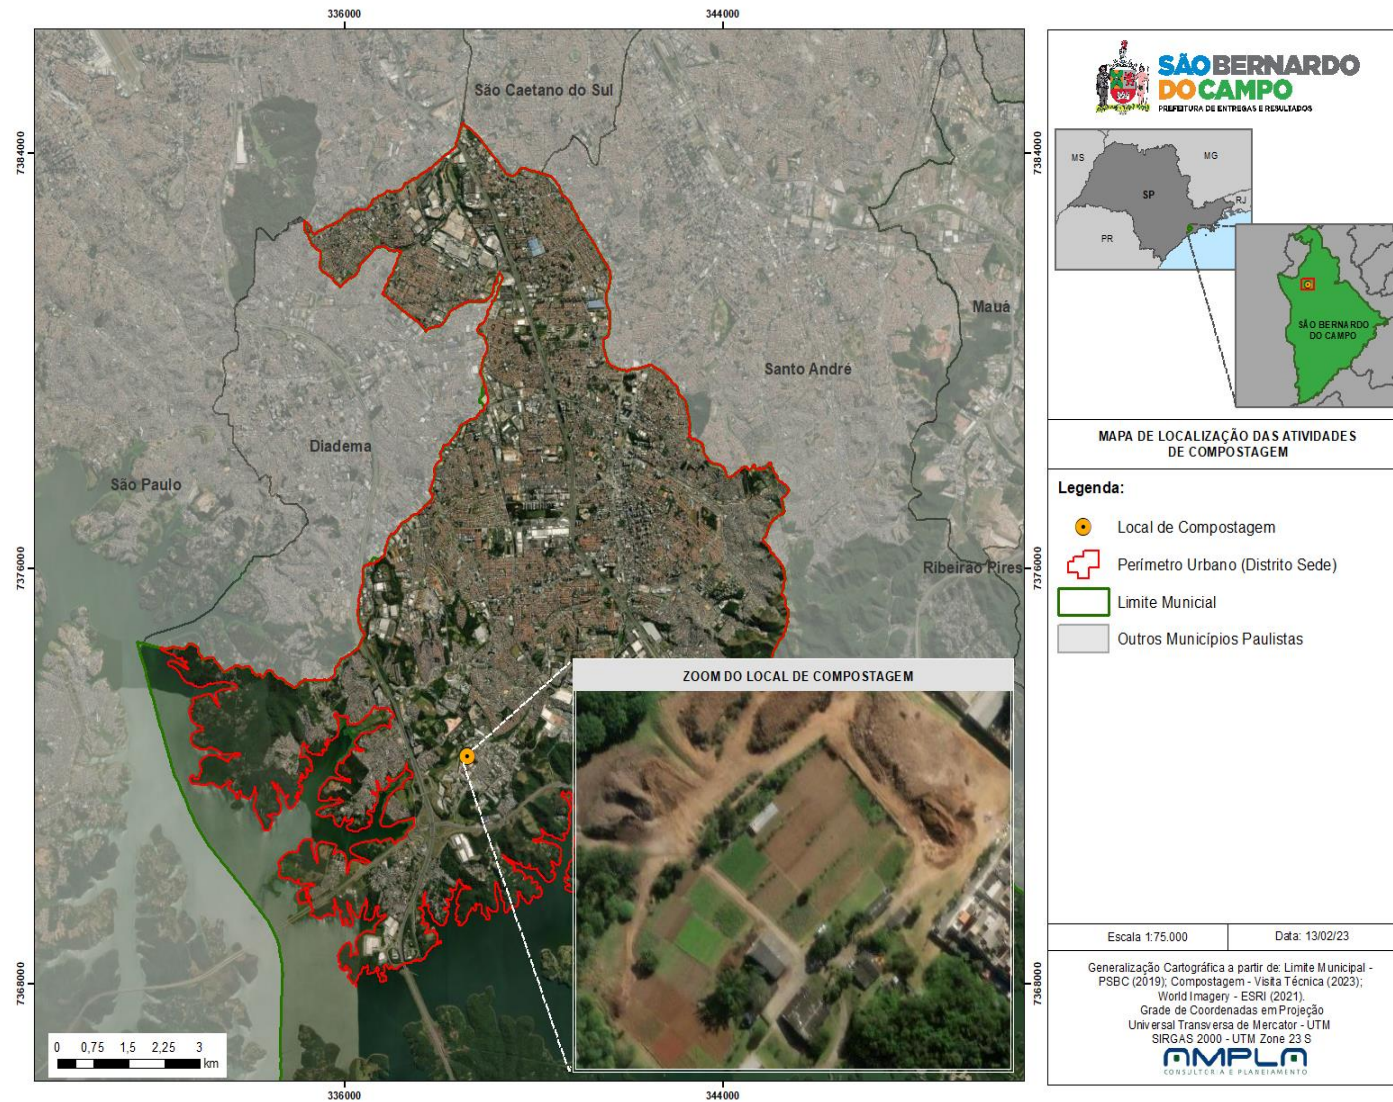 336000
344000
7384000
7384000
7376000
7376000
7368000
7368000
336000
344000
São Caetano do Sul
Mauá
Santo André
Diadema
São Paulo
Ribeirão Pires
ZOOM DO LOCAL DE COMPOSTAGEM
0 0,75 1,5 2,25 3
km
SÃO BERNARDO
DO CAMPO
PREFEITURA DE ENTREGAS E RESULTADOS
MS
MG
SP
RJ
PR
SÃO BERNARDO
DO CAMPO
MAPA DE LOCALIZAÇÃO DAS ATIVIDADES
DE COMPOSTAGEM
Legenda:
Local de Compostagem
Perímetro Urbano (Distrito Sede)
Limite Municial
Outros Municípios Paulistas
Escala 1:75.000
Data: 13/02/23
Generalização Cartográfica a partir de: Limite Municipal -
PSBC (2019); Compostagem - Visita Técnica (2023);
World Imagery - ESRI (2021).
Grade de Coordenadas em Projeção
Universal Transversa de Mercator - UTM
SIRGAS 2000 - UTM Zone 23 S
AMPLA
CONSULTORIA E PLANEJAMENTO